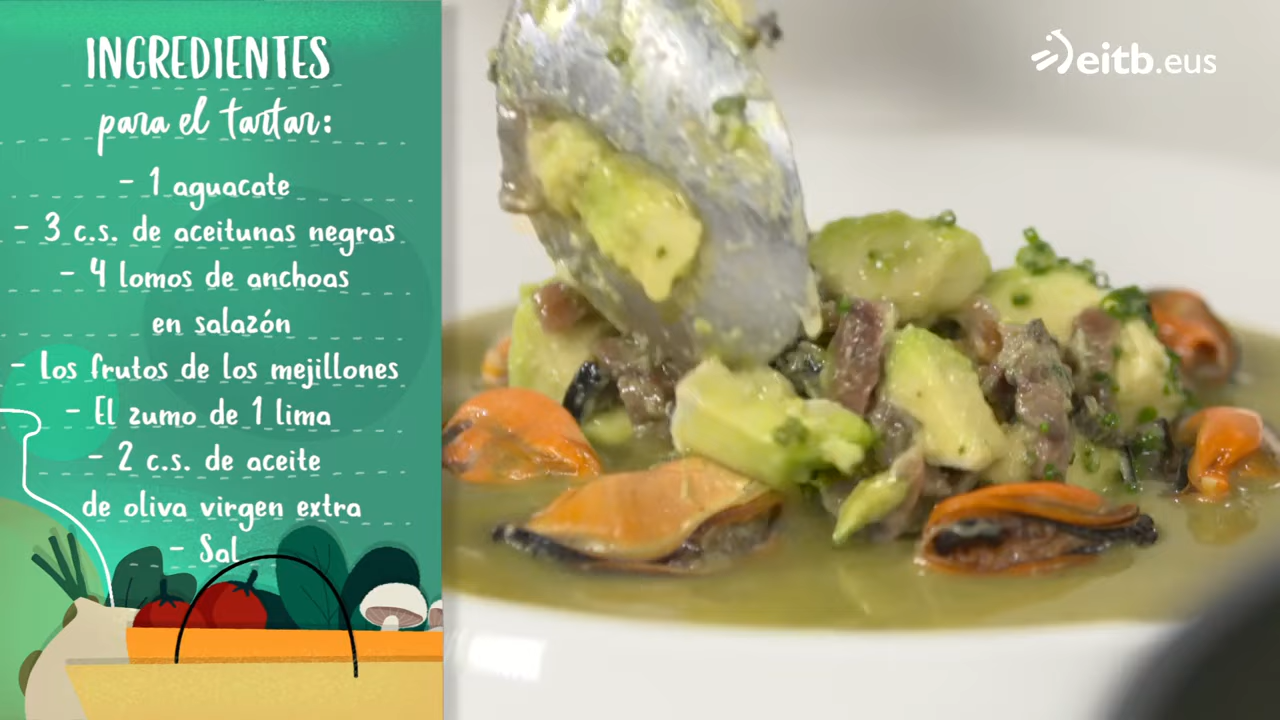 INGREDIENTES
para el tartar:
- 1 aguacate
- 3 c.s. de aceitunas negras
- 4 lomos de anchoas
en salazón
- Los frutos de los mejillones
- El zumo de 1 lima
- 2 c.s. de aceite
de oliva virgen extra
- Sal
eitb.eus